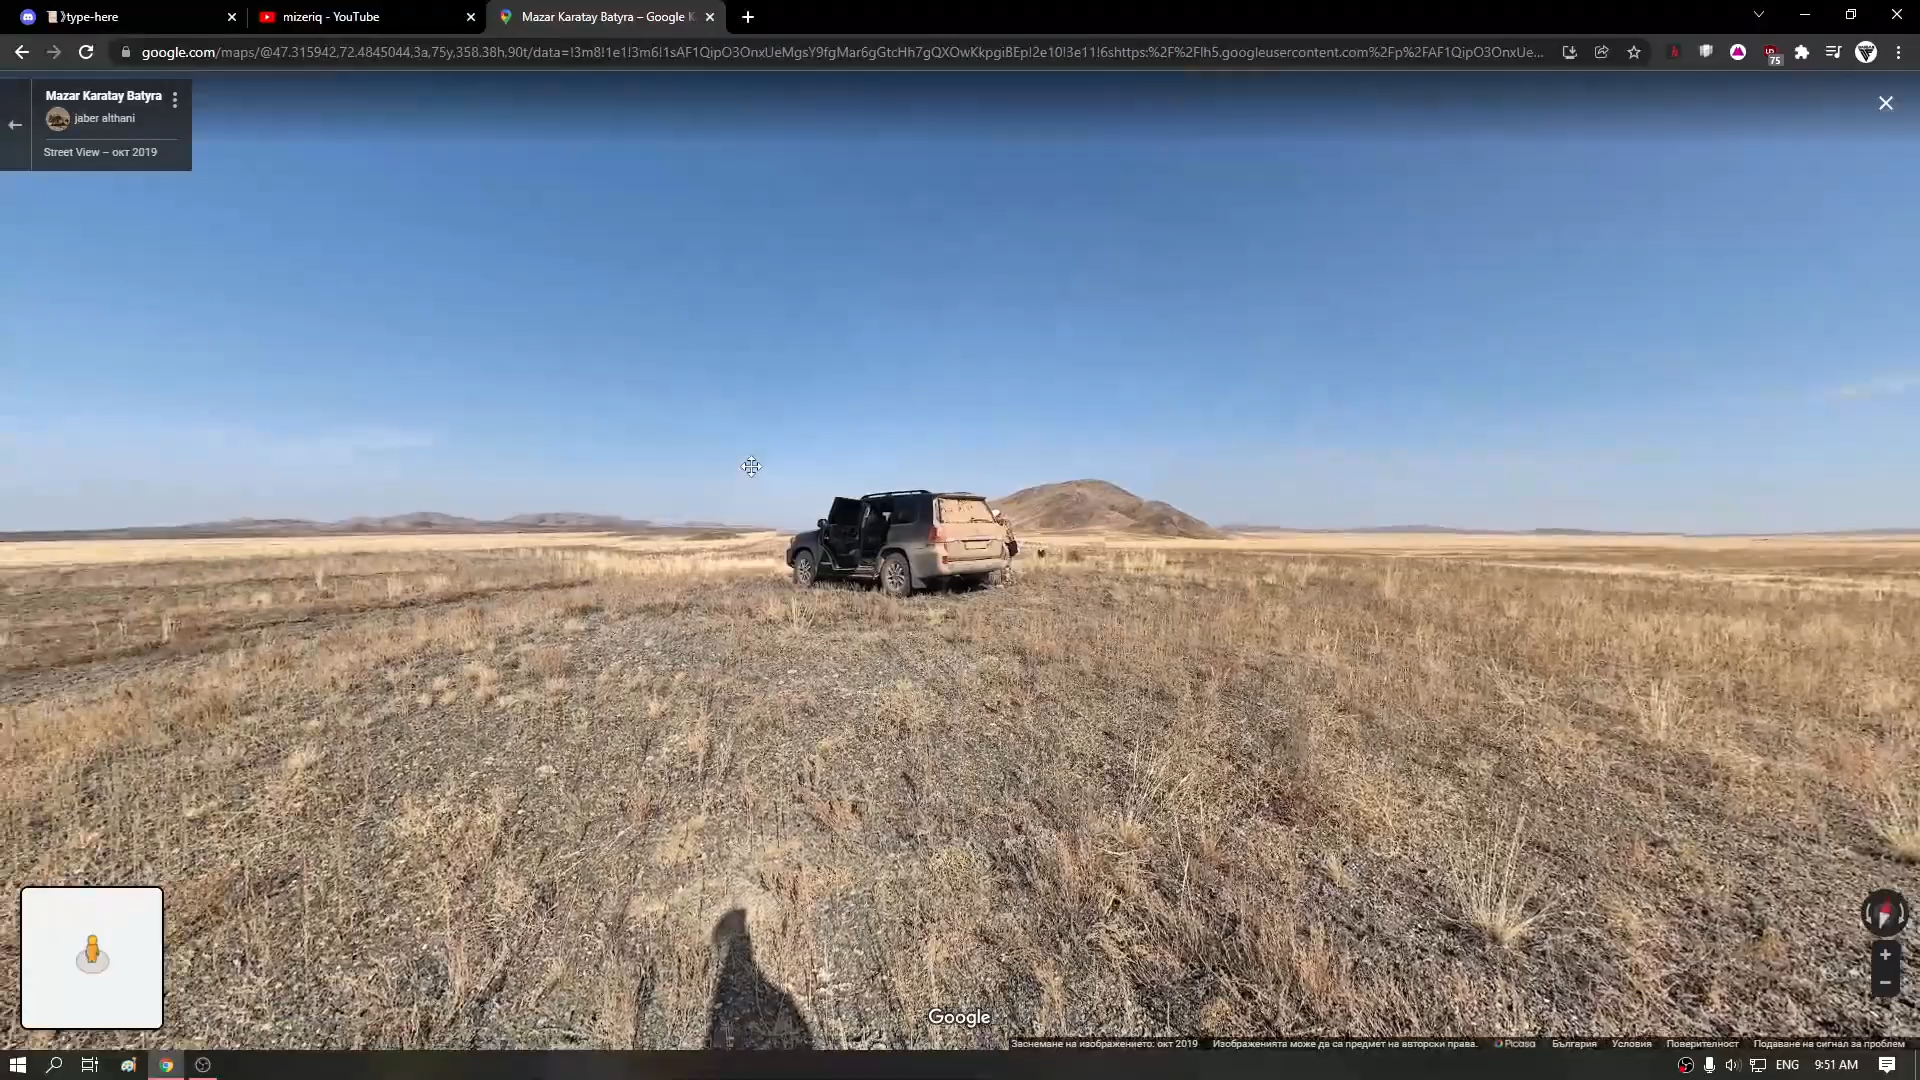 type-here
mizeriq - YouTube
Mazar Karatay Batyra – Google К
google.com/maps/@47.315942,72.4845044,3a,75y,358.38h,90t/data=!3m8!1e1!3m6!1sAF1QipO3OnxUeMgsY9fgMar6gGtcHh7gQXOwKkpgiBEp!2e10!3e11!6shttps:%2F%2Flh5.googleusercontent.com%2Fp%2FAF1QipO3OnxUe...
75
Mazar Karatay Batyra
jaber althani
Street View – окт 2019
Google
Заснемане на изображението: окт 2019 Изображенията може да са предмет на авторски права. Picasa България Условия Поверителност Подаване на сигнал за проблем
ENG 9:51 AM